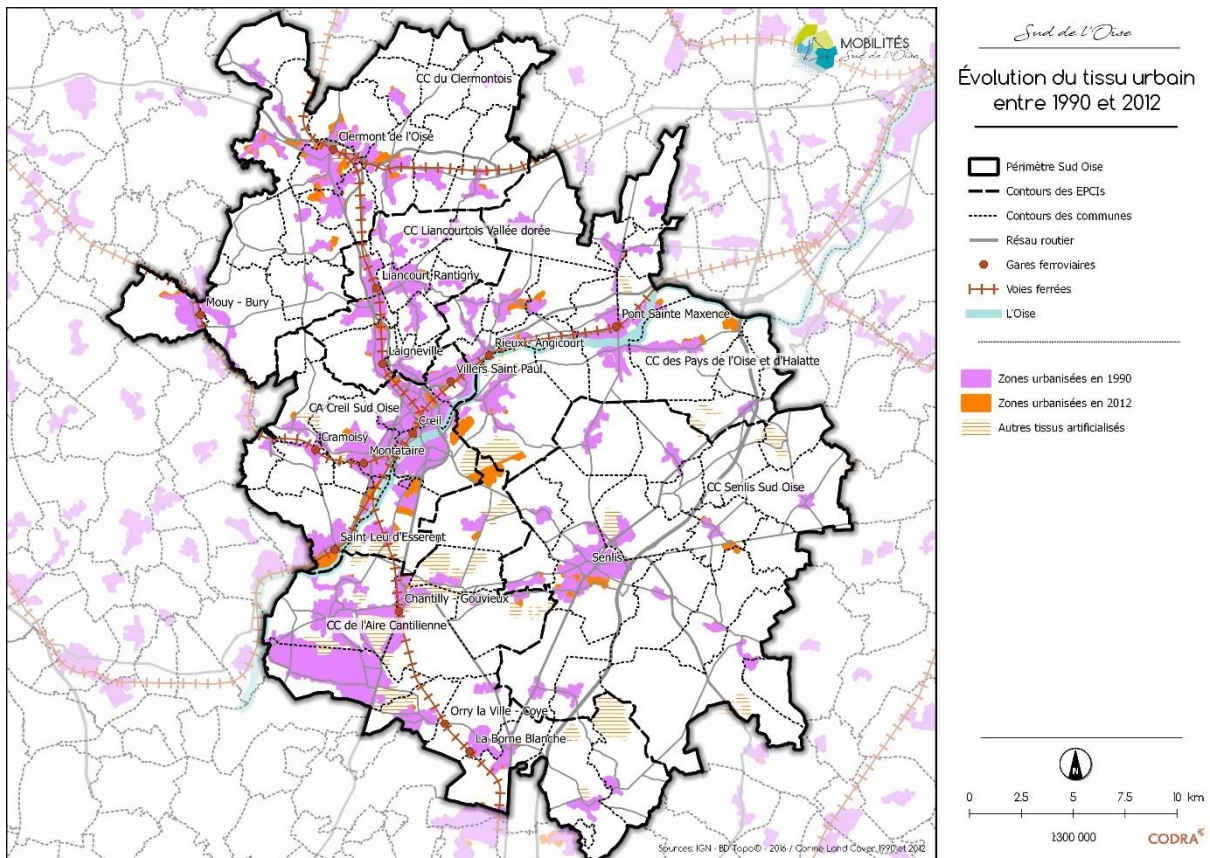 MOBILITÉS
Sud de l'Oise
CC du Clermontois
Clermont de l'Oise
CC Liancourtois Vallée dorée
Liancourt Rantigny
Mouy - Bury
Pont Sainte Maxence
Laigneville
Rieux - Angicourt
CC des Pays de l'Oise et d'Halatte
Villers Saint Paul
CA Creil Sud Oise
Creil
Cramoisy
Montataire
CC Senlis Sud Oise
Saint Leu d'Esserent
Senlis
Chantilly - Gouvieux
CC de l'Aire Cantilienne
Orry la Ville - Coye
La Borne Blanche
Sources: IGN - BD Topo© - 2016 / Corine Land Cover 1990 et 2012
Sud de l'Oise
Évolution du tissu urbain
entre 1990 et 2012
Périmètre Sud Oise
Contours des EPCIs
Contours des communes
Résau routier
Gares ferroviaires
Voies ferrées
L'Oise
Zones urbanisées en 1990
Zones urbanisées en 2012
Autres tissus artificialisés
N
0 2.5 5 7.5 10 km
1:300 000
CODRA